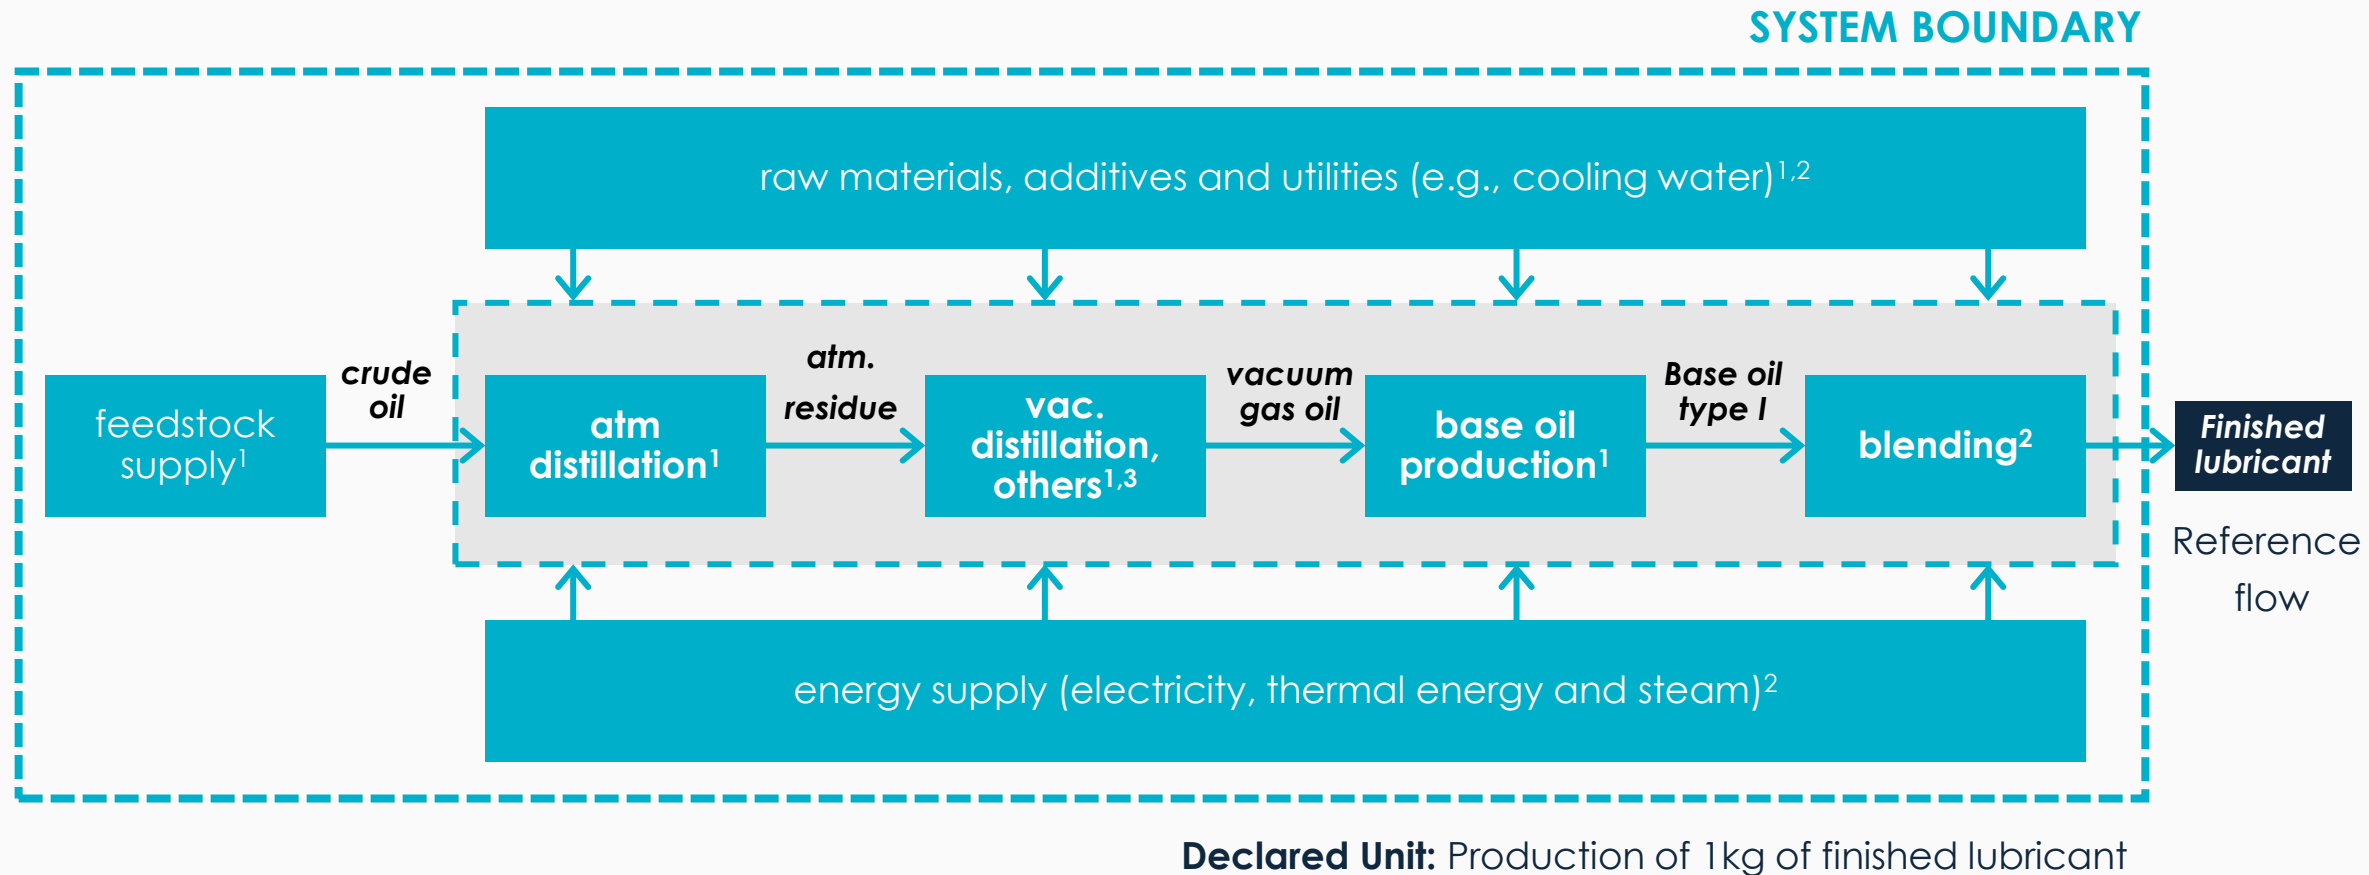 SYSTEM BOUNDARY
raw materials, additives and utilities (e.g., cooling water)1,2
feedstock
supply1
crude
oil
atm
distillation1
atm.
residue
vac.
distillation,
others1,3
vacuum
gas oil
base oil
production1
Base oil
type I
blending2
Finished
lubricant
Reference
flow
energy supply (electricity, thermal energy and steam)2
Declared Unit: Production of 1kg of finished lubricant